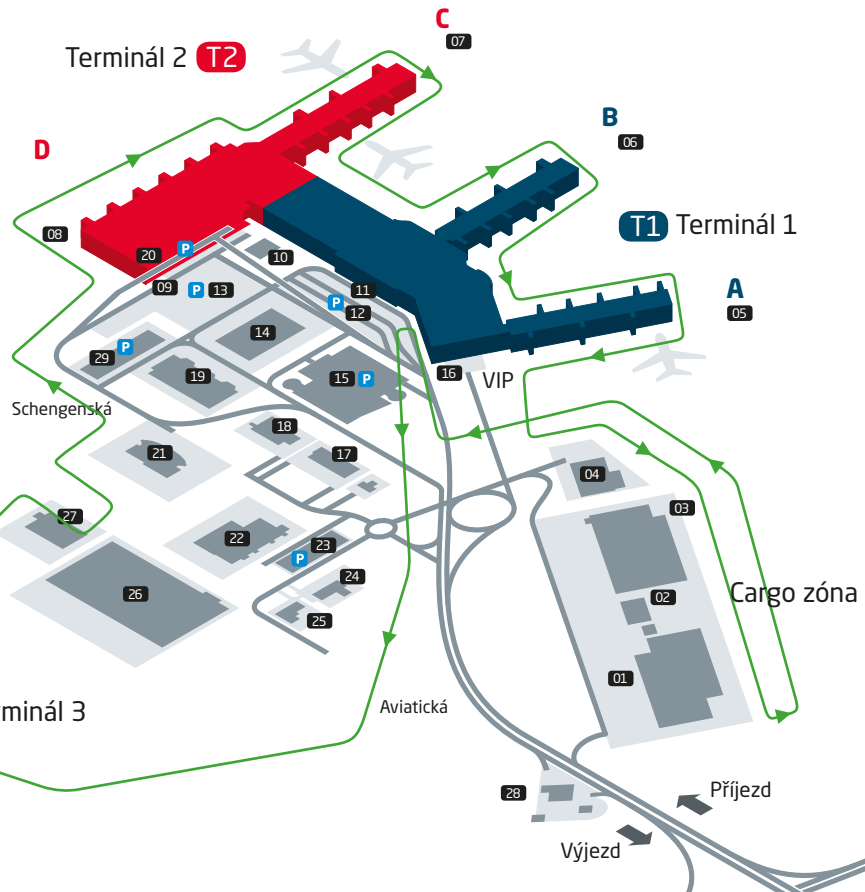 C
07
Terminál 2 T2
B
06
D
T1 Terminál 1
08
20
P
10
A
05
09
P
13
11
P
12
14
29
P
16
VIP
19
15
P
Schengenská
18
21
17
04
27
03
22
23
P
24
26
02
Cargo zóna
25
01
minál 3
Aviatická
28
Příjezd
Výjezd